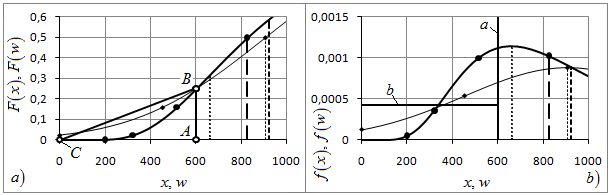 F(x), F(w)
0,6
0,5
0,4
0,3
0,2
0,1
0
B
A
C
0 200 400 600 800 1000
x, w
a)
f(x), f(w)
0,0015
0,001
0,0005
0
a
b
0 200 400 600 800 1000
x, w
b)